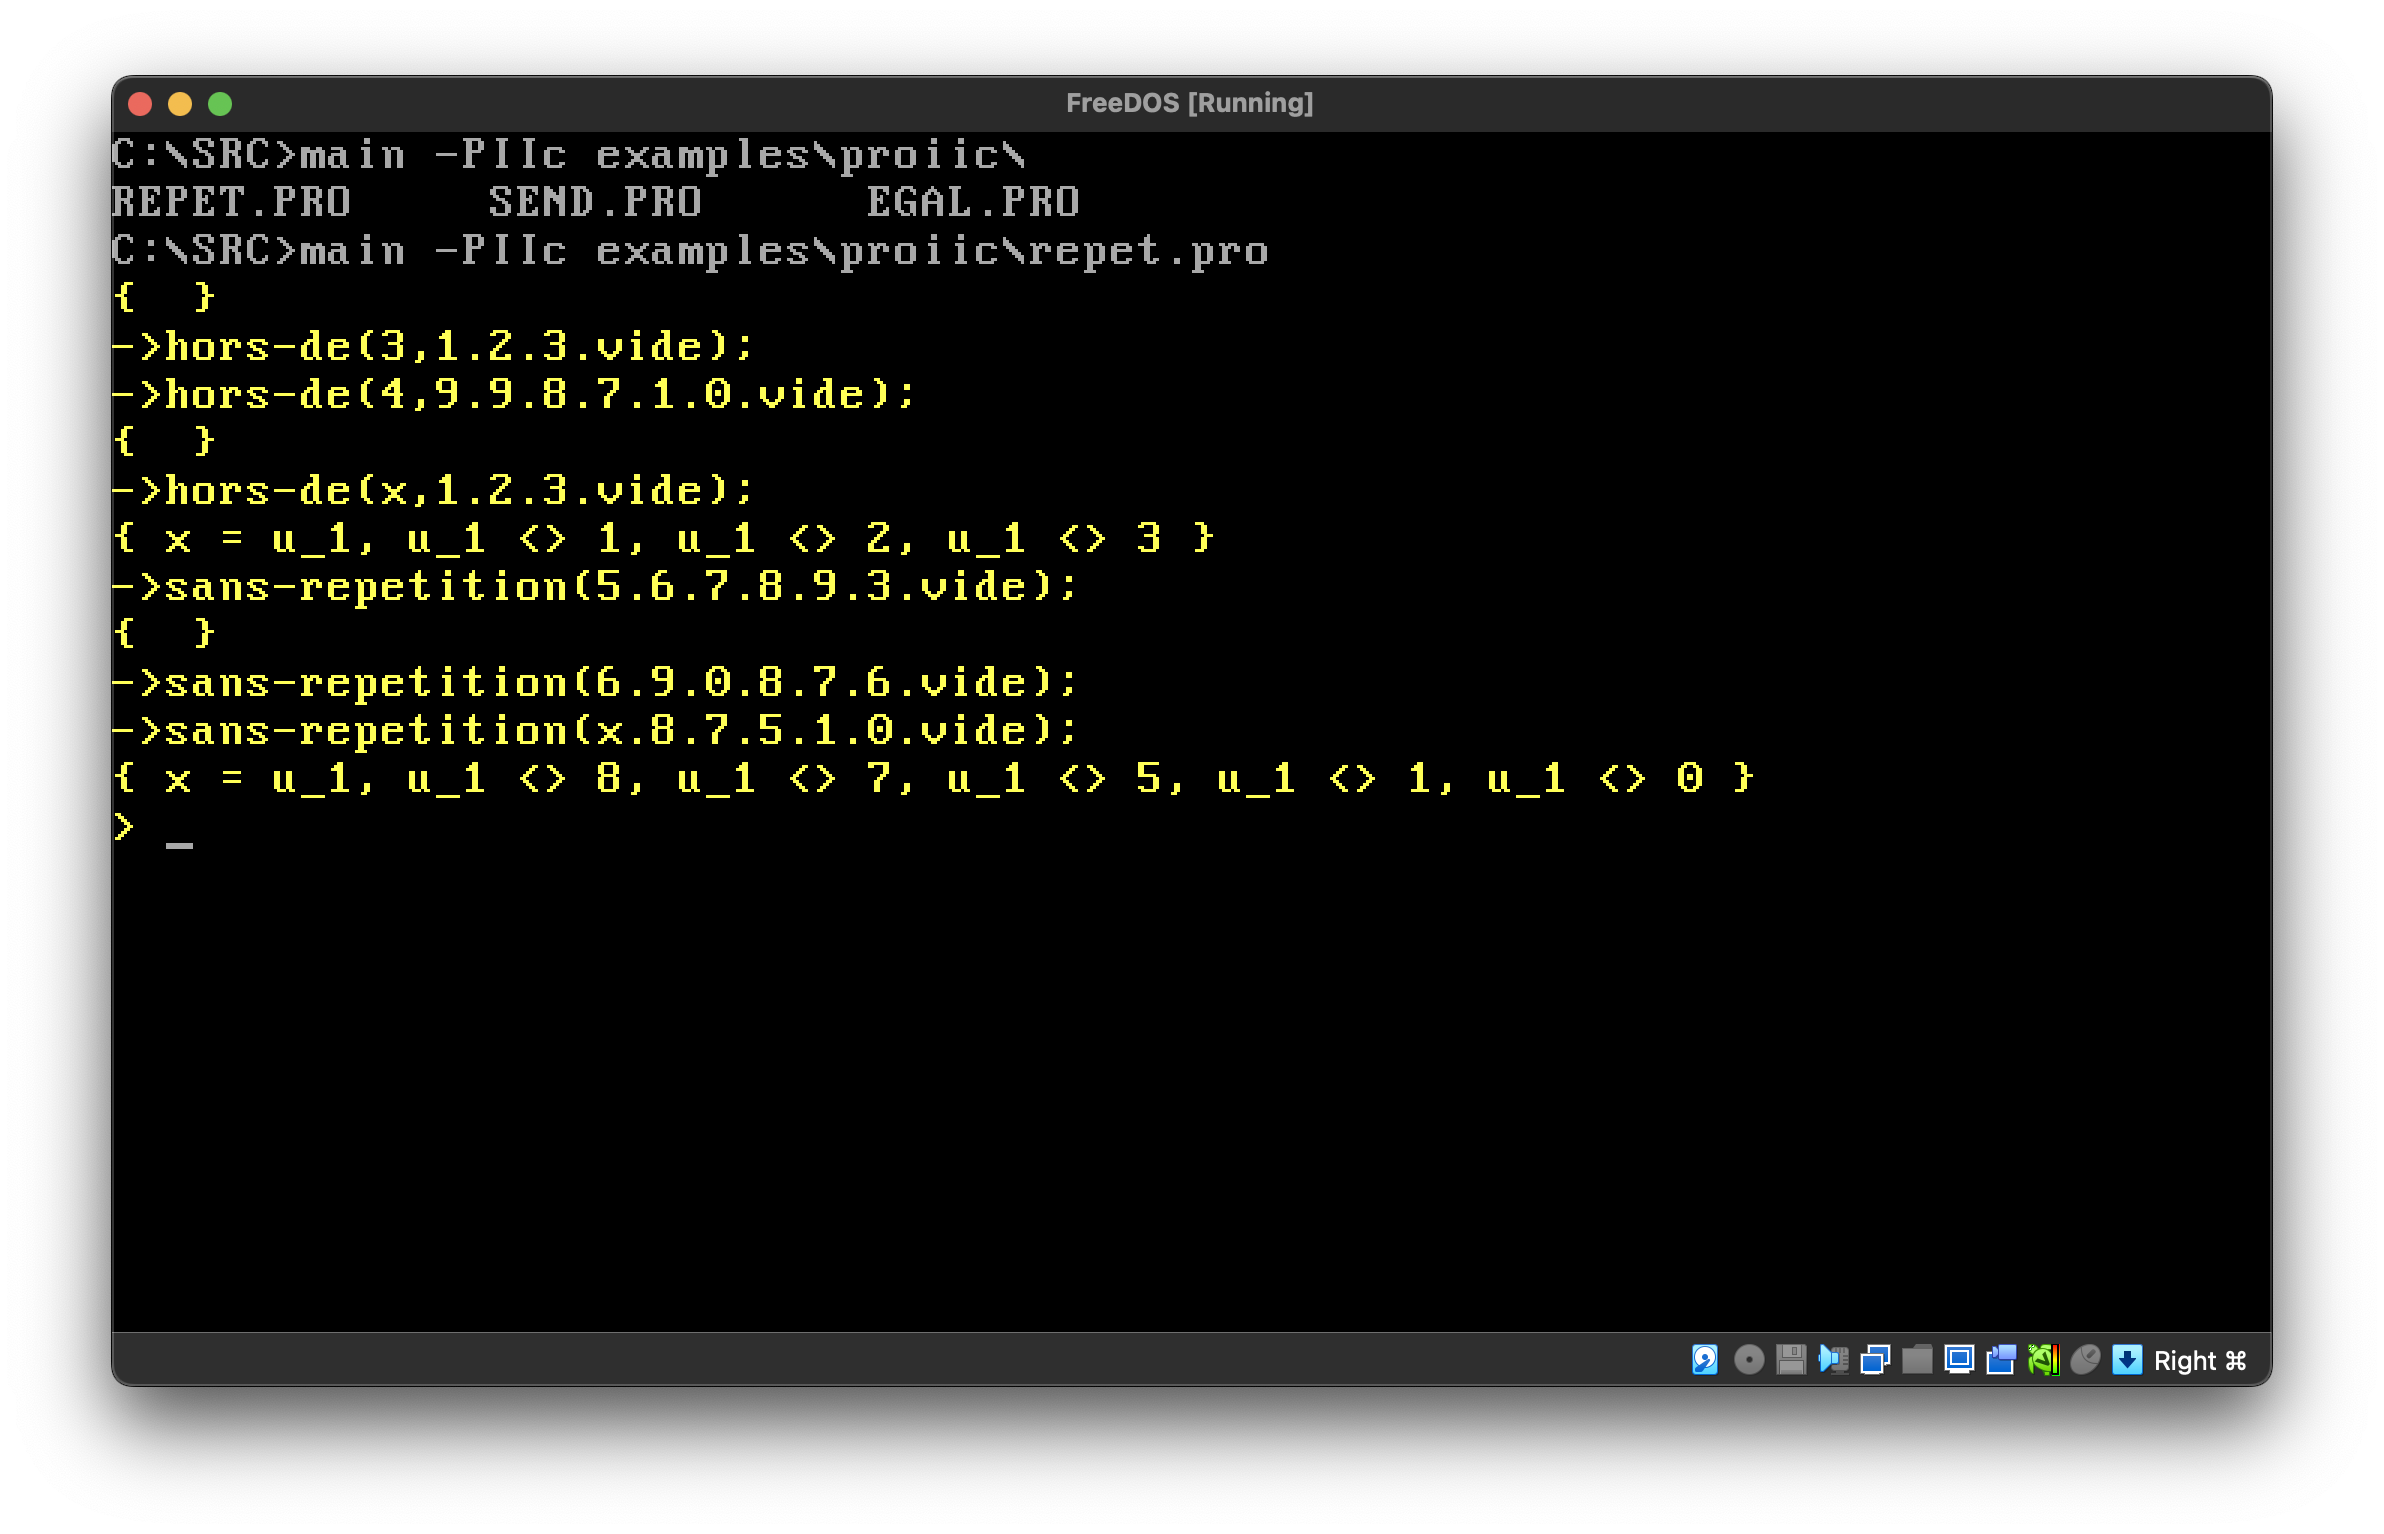 FreeDOS [Running]
C:\SRC>main -PIIc examples\proiic\
REPET.PRO     SEND.PRO      EGAL.PRO
C:\SRC>main -PIIc examples\proiic\repet.pro
{  }
->hors-de(3,1.2.3.vide);
->hors-de(4,9.9.8.7.1.0.vide);
{  }
->hors-de(x,1.2.3.vide);
{ x = u_1, u_1 <> 1, u_1 <> 2, u_1 <> 3 }
->sans-repetition(5.6.7.8.9.3.vide);
{  }
->sans-repetition(6.9.0.8.7.6.vide);
->sans-repetition(x.8.7.5.1.0.vide);
{ x = u_1, u_1 <> 8, u_1 <> 7, u_1 <> 5, u_1 <> 1, u_1 <> 0 }
> _
Right ⌘